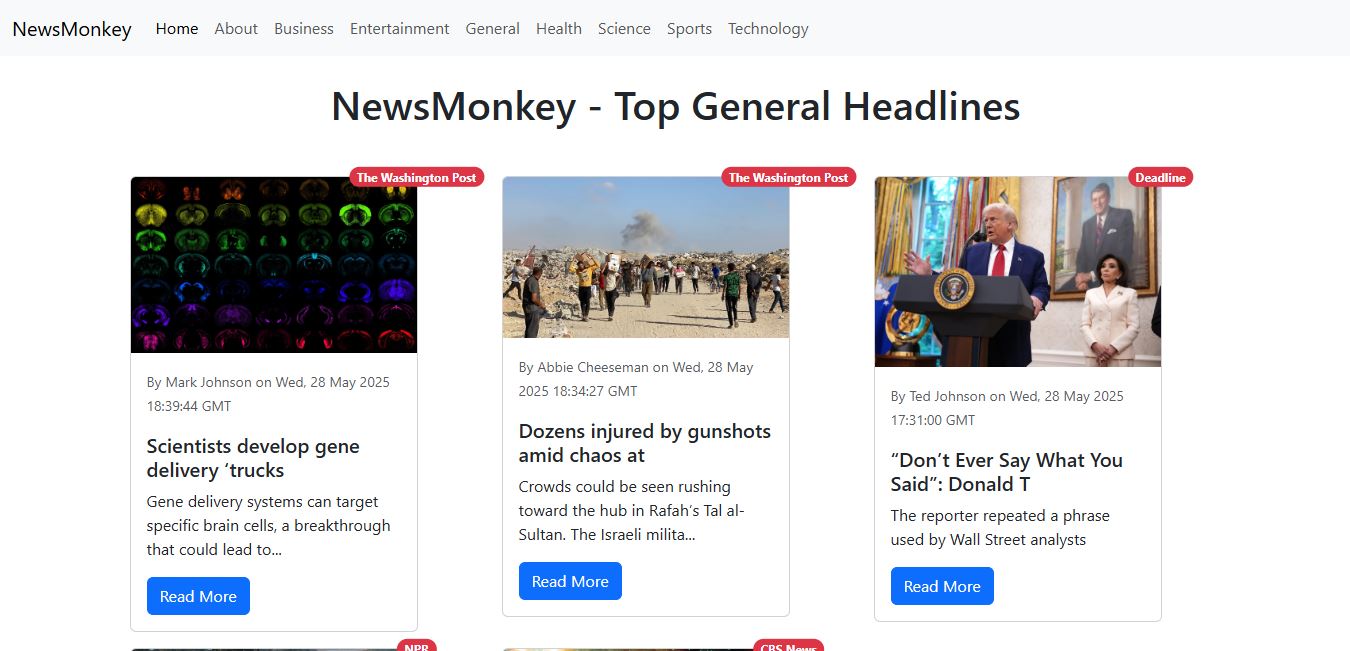 NewsMonkey Home About Business Entertainment General Health Science Sports Technology
NewsMonkey - Top General Headlines
The Washington Post
By Mark Johnson on Wed, 28 May 2025
18:39:44 GMT
Scientists develop gene
delivery ‘trucks
Gene delivery systems can target
specific brain cells, a breakthrough
that could lead to...
Read More
The Washington Post
By Abbie Cheeseman on Wed, 28 May
2025 18:34:27 GMT
Dozens injured by gunshots
amid chaos at
Crowds could be seen rushing
toward the hub in Rafah’s Tal al-
Sultan. The Israeli milita...
Read More
Deadline
By Ted Johnson on Wed, 28 May 2025
17:31:00 GMT
“Don’t Ever Say What You
Said”: Donald T
The reporter repeated a phrase
used by Wall Street analysts
Read More
NPR
CBS News